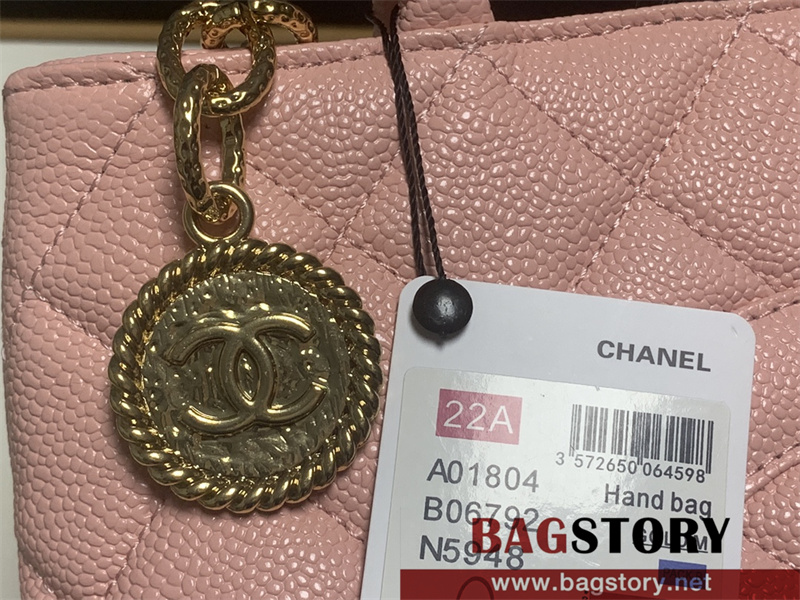 CHANEL
22A
3 572650 064598
A01804
Hand bag
B06792
BAGSTORY
N5948
www.bagstory.net